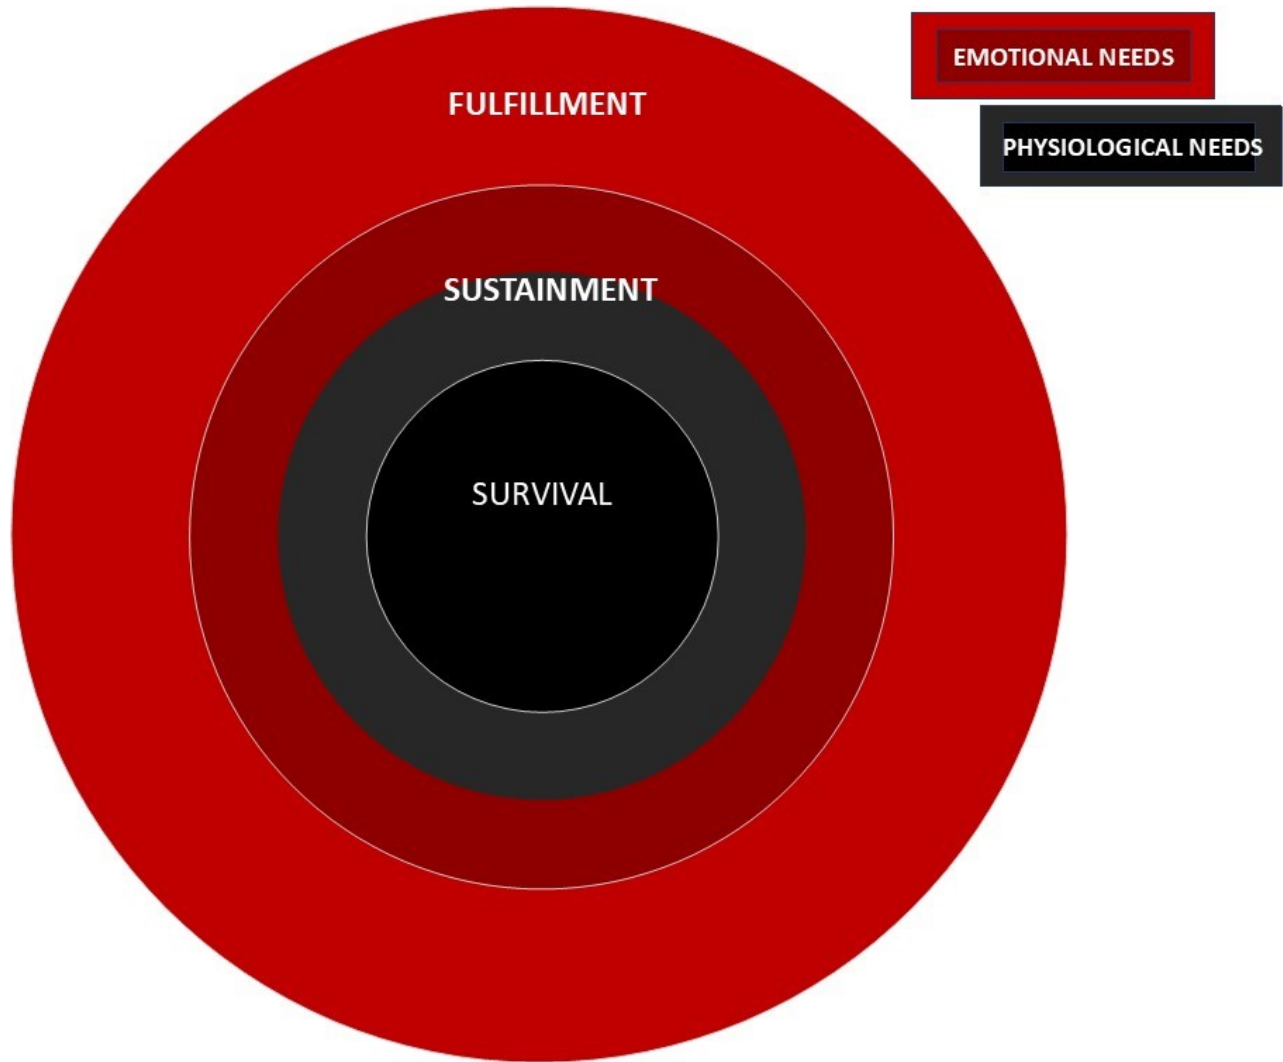 FULFILLMENT
SUSTAINMENT
SURVIVAL
EMOTIONAL NEEDS
PHYSIOLOGICAL NEEDS